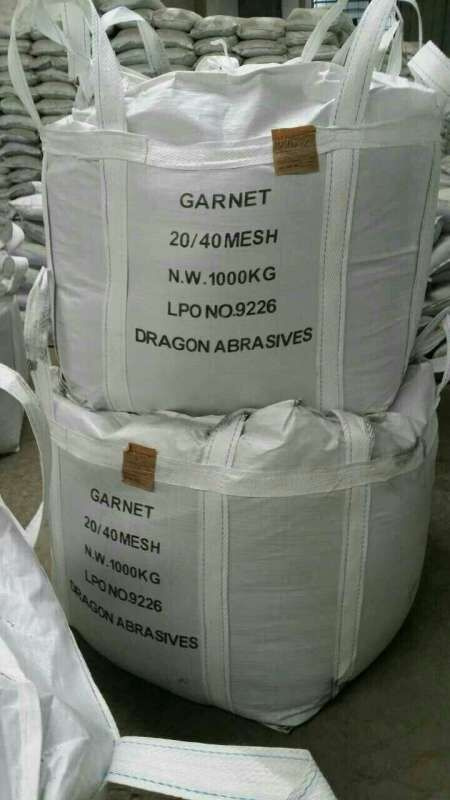 GARNET
20/40 MESH
N.W. 1000KG
LPO NO.9226
DRAGON ABRASIVES
GARNET
20/40 MESH
N.W. 1000KG
LPO NO.9226
DRAGON ABRASIVES